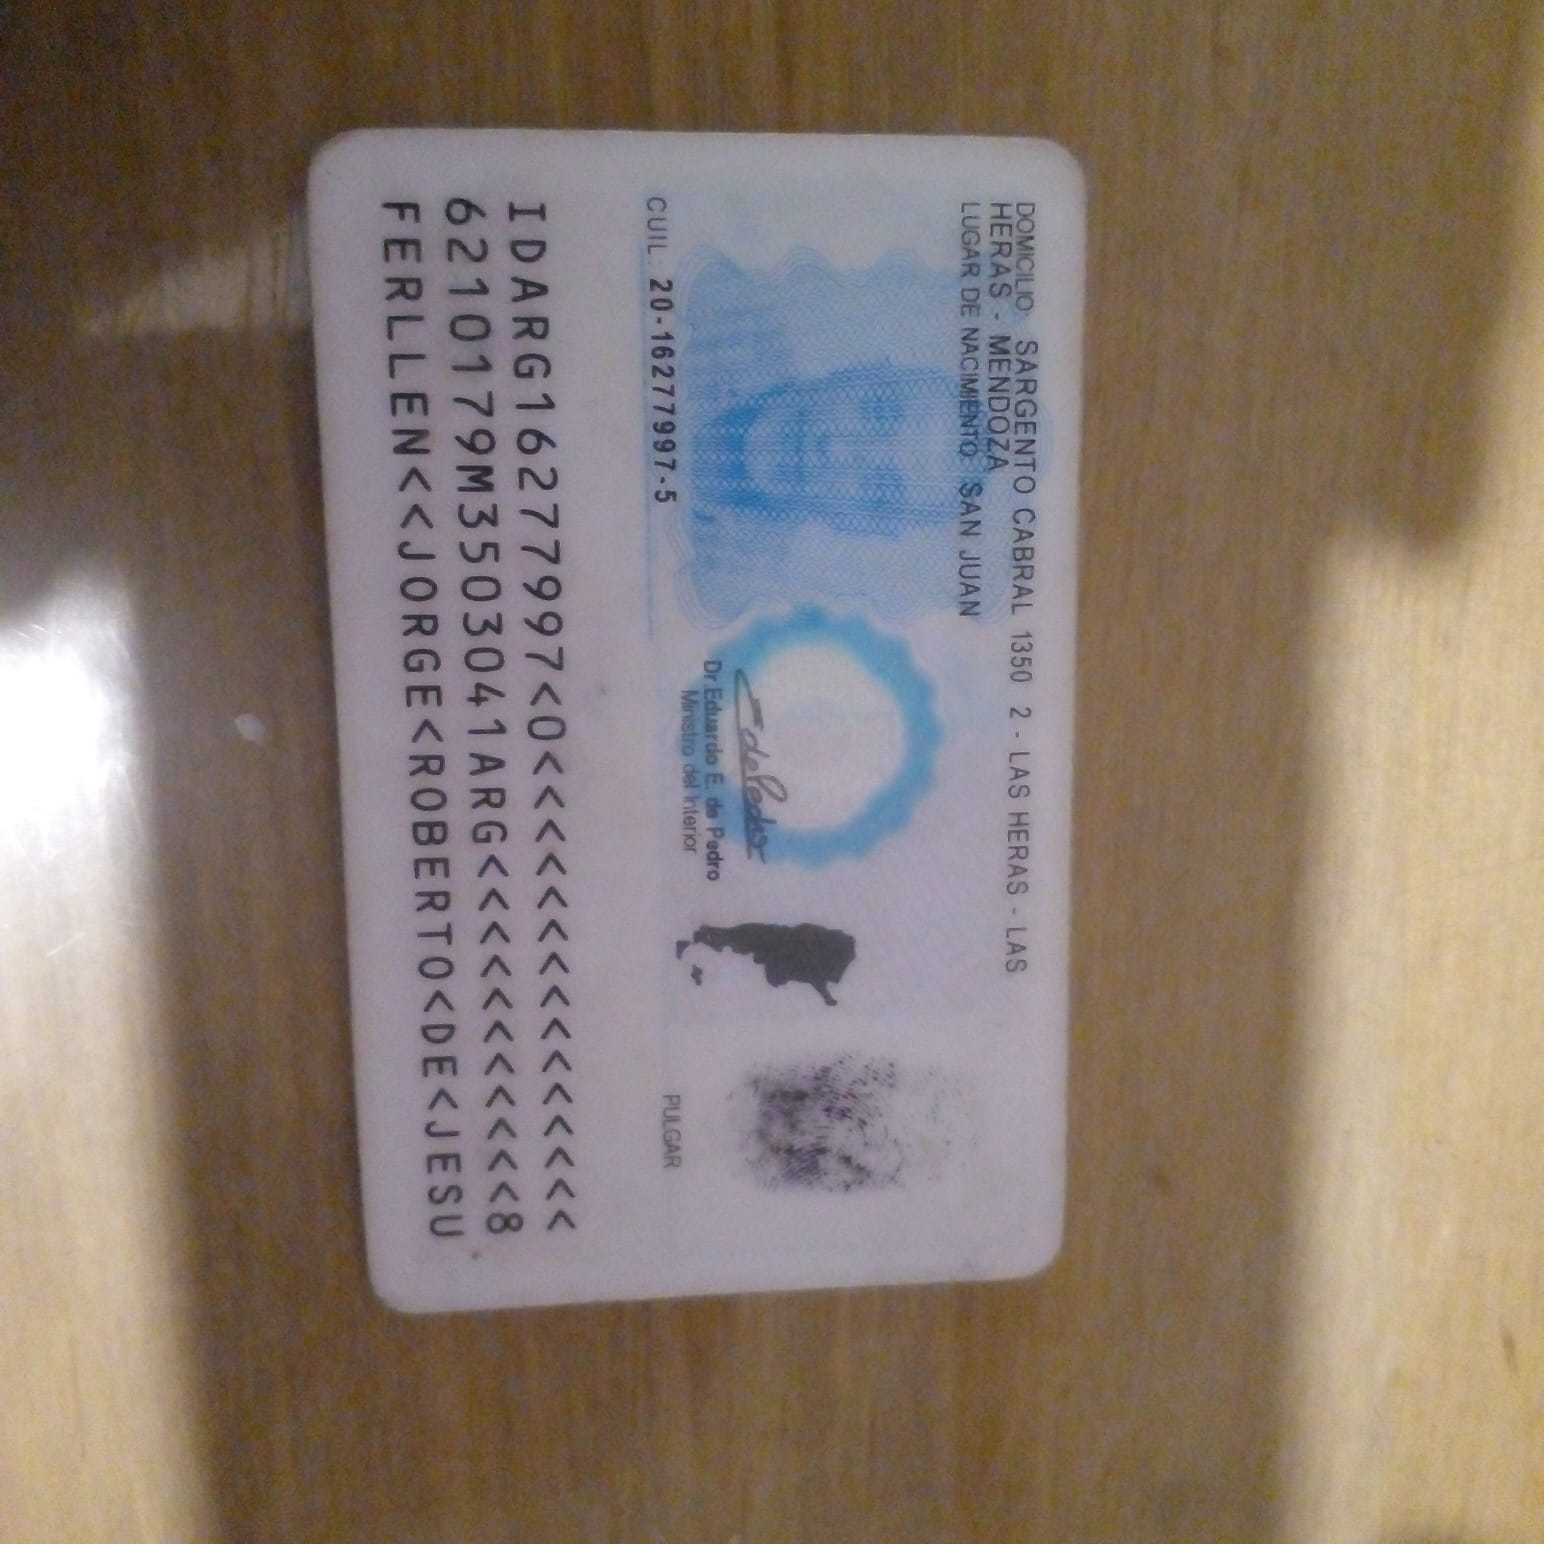 DOMICILIO: SARGENTO CABRAL 1350 2 - LAS HERAS - LAS
HERAS - MENDOZA
LUGAR DE NACIMIENTO: SAN JUAN
Dr. Eduardo E. de Pedro
Ministro del Interior
CUIL: 20-16277997-5
PULGAR
IDARG16277997<0<<<<<<<<<<<<<<<
6210179M3503041ARG<<<<<<<<<<<8
FERLLEN<<JORGE<ROBERTO<DE<JESU